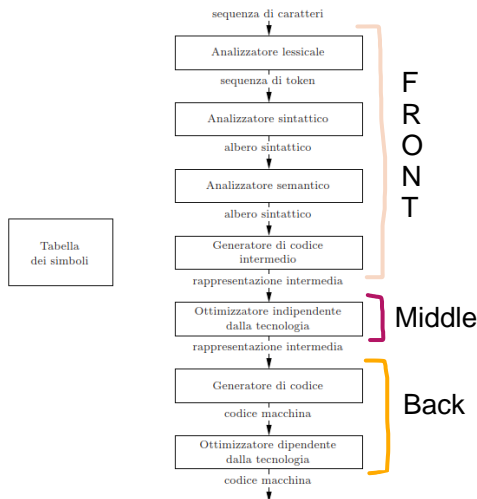 sequenza di caratteri
Analizzatore lessicale
sequenza di token
Analizzatore sintattico
albero sintattico
Analizzatore semantico
albero sintattico
Generatore di codice
intermedio
rappresentazione intermedia
Ottimizzatore indipendente
dalla tecnologia
rappresentazione intermedia
Generatore di codice
codice macchina
Ottimizzatore dipendente
dalla tecnologia
codice macchina
Tabella
dei simboli
F
R
O
N
T
Middle
Back